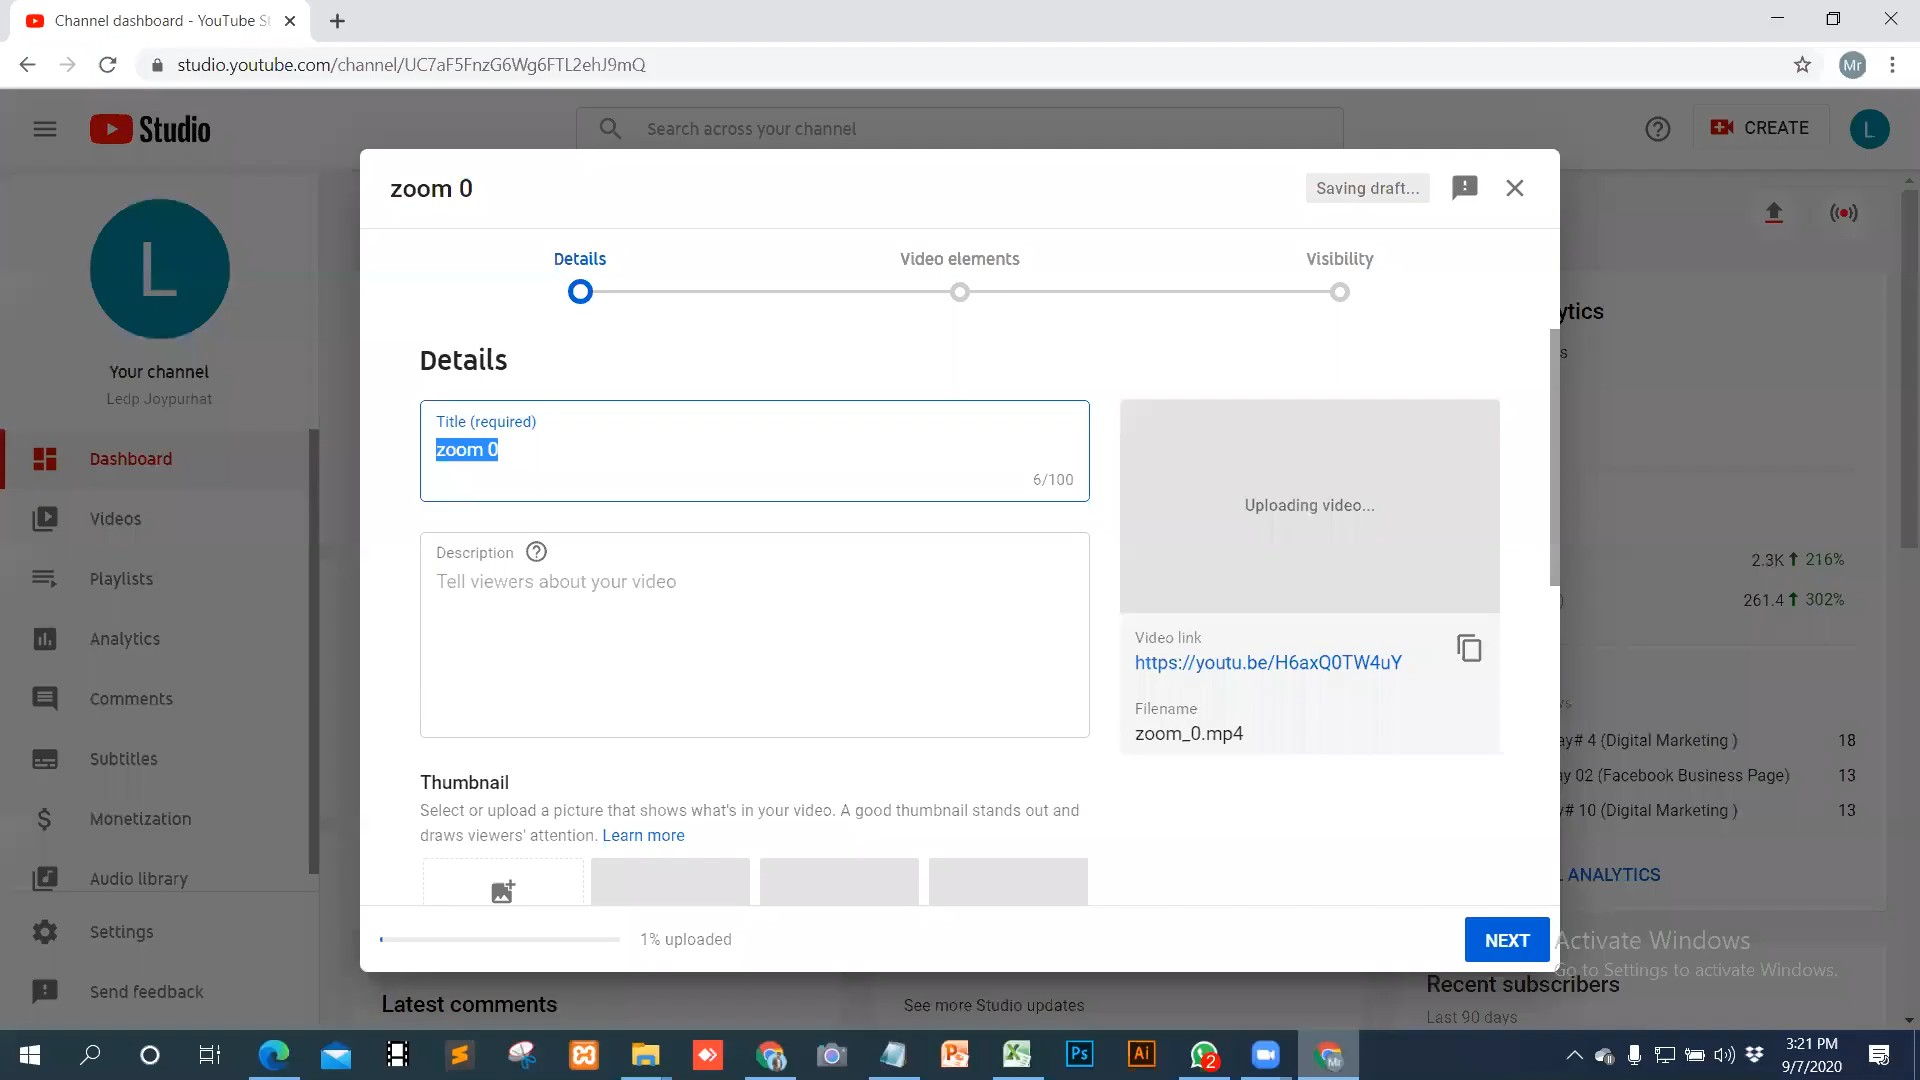 Channel dashboard - YouTube St
studio.youtube.com/channel/UC7aF5FnzG6Wg6FTL2ehJ9mQ
Mr
Studio
Search across your channel
CREATE
L
zoom 0
Saving draft...
L
Details
Video elements
Visibility
ytics
s
Your channel
Ledp Joypurhat
Details
Title (required)
zoom 0
6/100
Uploading video...
Description
Tell viewers about your video
2.3K 216%
261.4 302%
Video link
https://youtu.be/H6axQ0TW4uY
Filename
zoom_0.mp4
Dashboard
Videos
Playlists
Analytics
Comments
Subtitles
Monetization
Audio library
Settings
Send feedback
ay# 4 (Digital Marketing ) 18
ay 02 (Facebook Business Page) 13
y# 10 (Digital Marketing ) 13
Thumbnail
Select or upload a picture that shows what's in your video. A good thumbnail stands out and
draws viewers' attention. Learn more
ANALYTICS
1% uploaded
NEXT
Activate Windows
Go to Settings to activate Windows.
Latest comments
See more Studio updates
Recent subscribers
Last 90 days
Ps
Ai
2
Mr
3:21 PM
9/7/2020